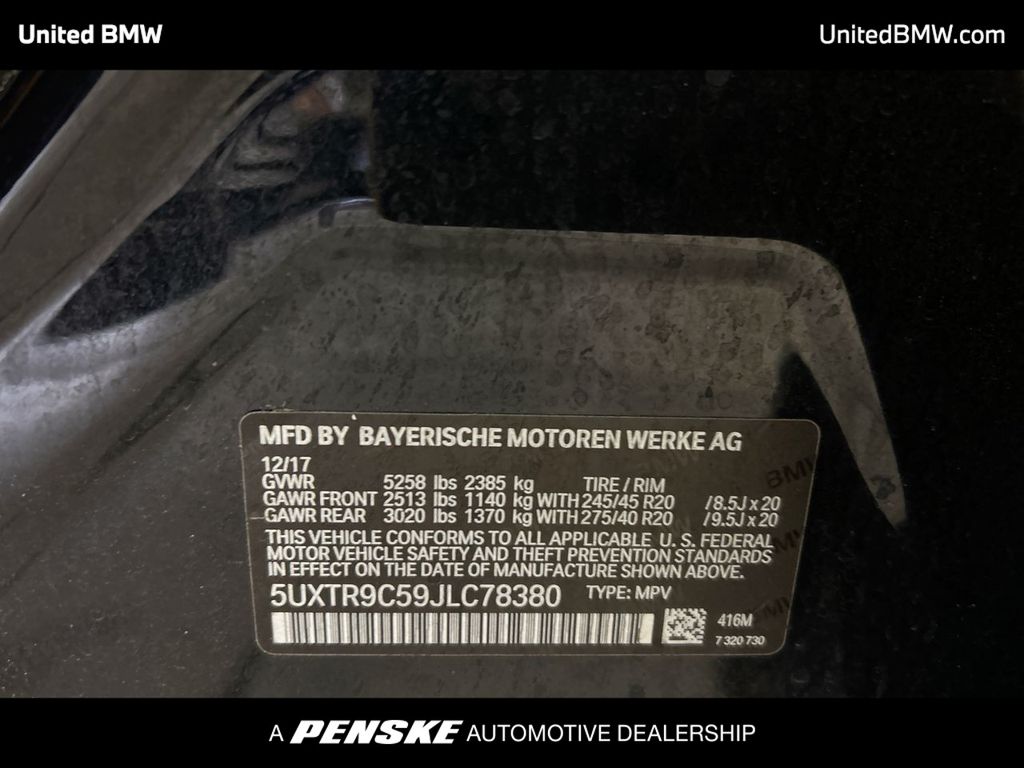 United BMW
UnitedBMW.com
MFD BY BAYERISCHE MOTOREN WERKE AG
12/17
GVWR 5258 lbs 2385 kg TIRE / RIM
GAWR FRONT 2513 lbs 1140 kg WITH 245/45 R20 /8.5J x 20
GAWR REAR 3020 lbs 1370 kg WITH 275/40 R20 /9.5J x 20
THIS VEHICLE CONFORMS TO ALL APPLICABLE U. S. FEDERAL
MOTOR VEHICLE SAFETY AND THEFT PREVENTION STANDARDS
IN EFFECT ON THE DATE OF MANUFACTURE SHOWN ABOVE.
5UXTR9C59JLC78380 TYPE: MPV
416M
7 320 730
BMW
A PENSKE AUTOMOTIVE DEALERSHIP